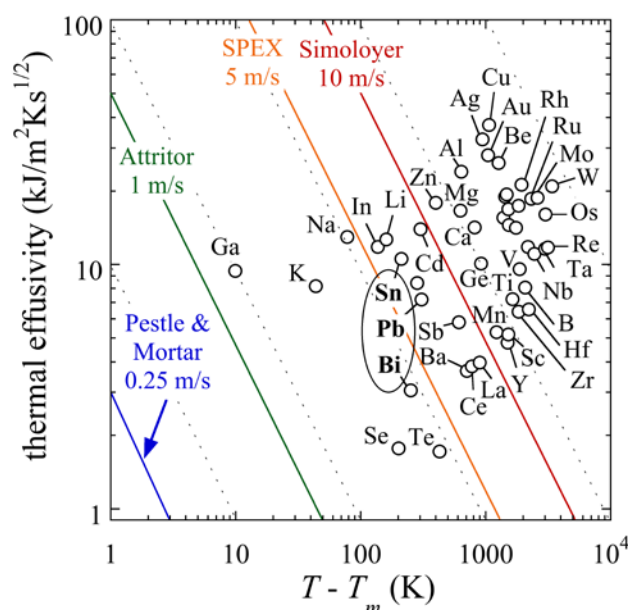 100
10
1
thermal effusivity (kJ/m²Ks^1/2)
SPEX
5 m/s
Simoloyer
10 m/s
Attritor
1 m/s
Pestle &
Mortar
0.25 m/s
Cu
Ag
Au
Rh
Be
Ru
Al
Mo
Zn
W
Mg
In
Li
Os
Na
Ca
Ga
Cd
Re
K
V
Ta
Ge
Sn
Ti
Nb
Pb
Mn
B
Sb
Sc
Hf
Bi
Ba
La
Y
Zr
Ce
Se
Te
1
10
100
1000
10⁴
T - Tₘ (K)